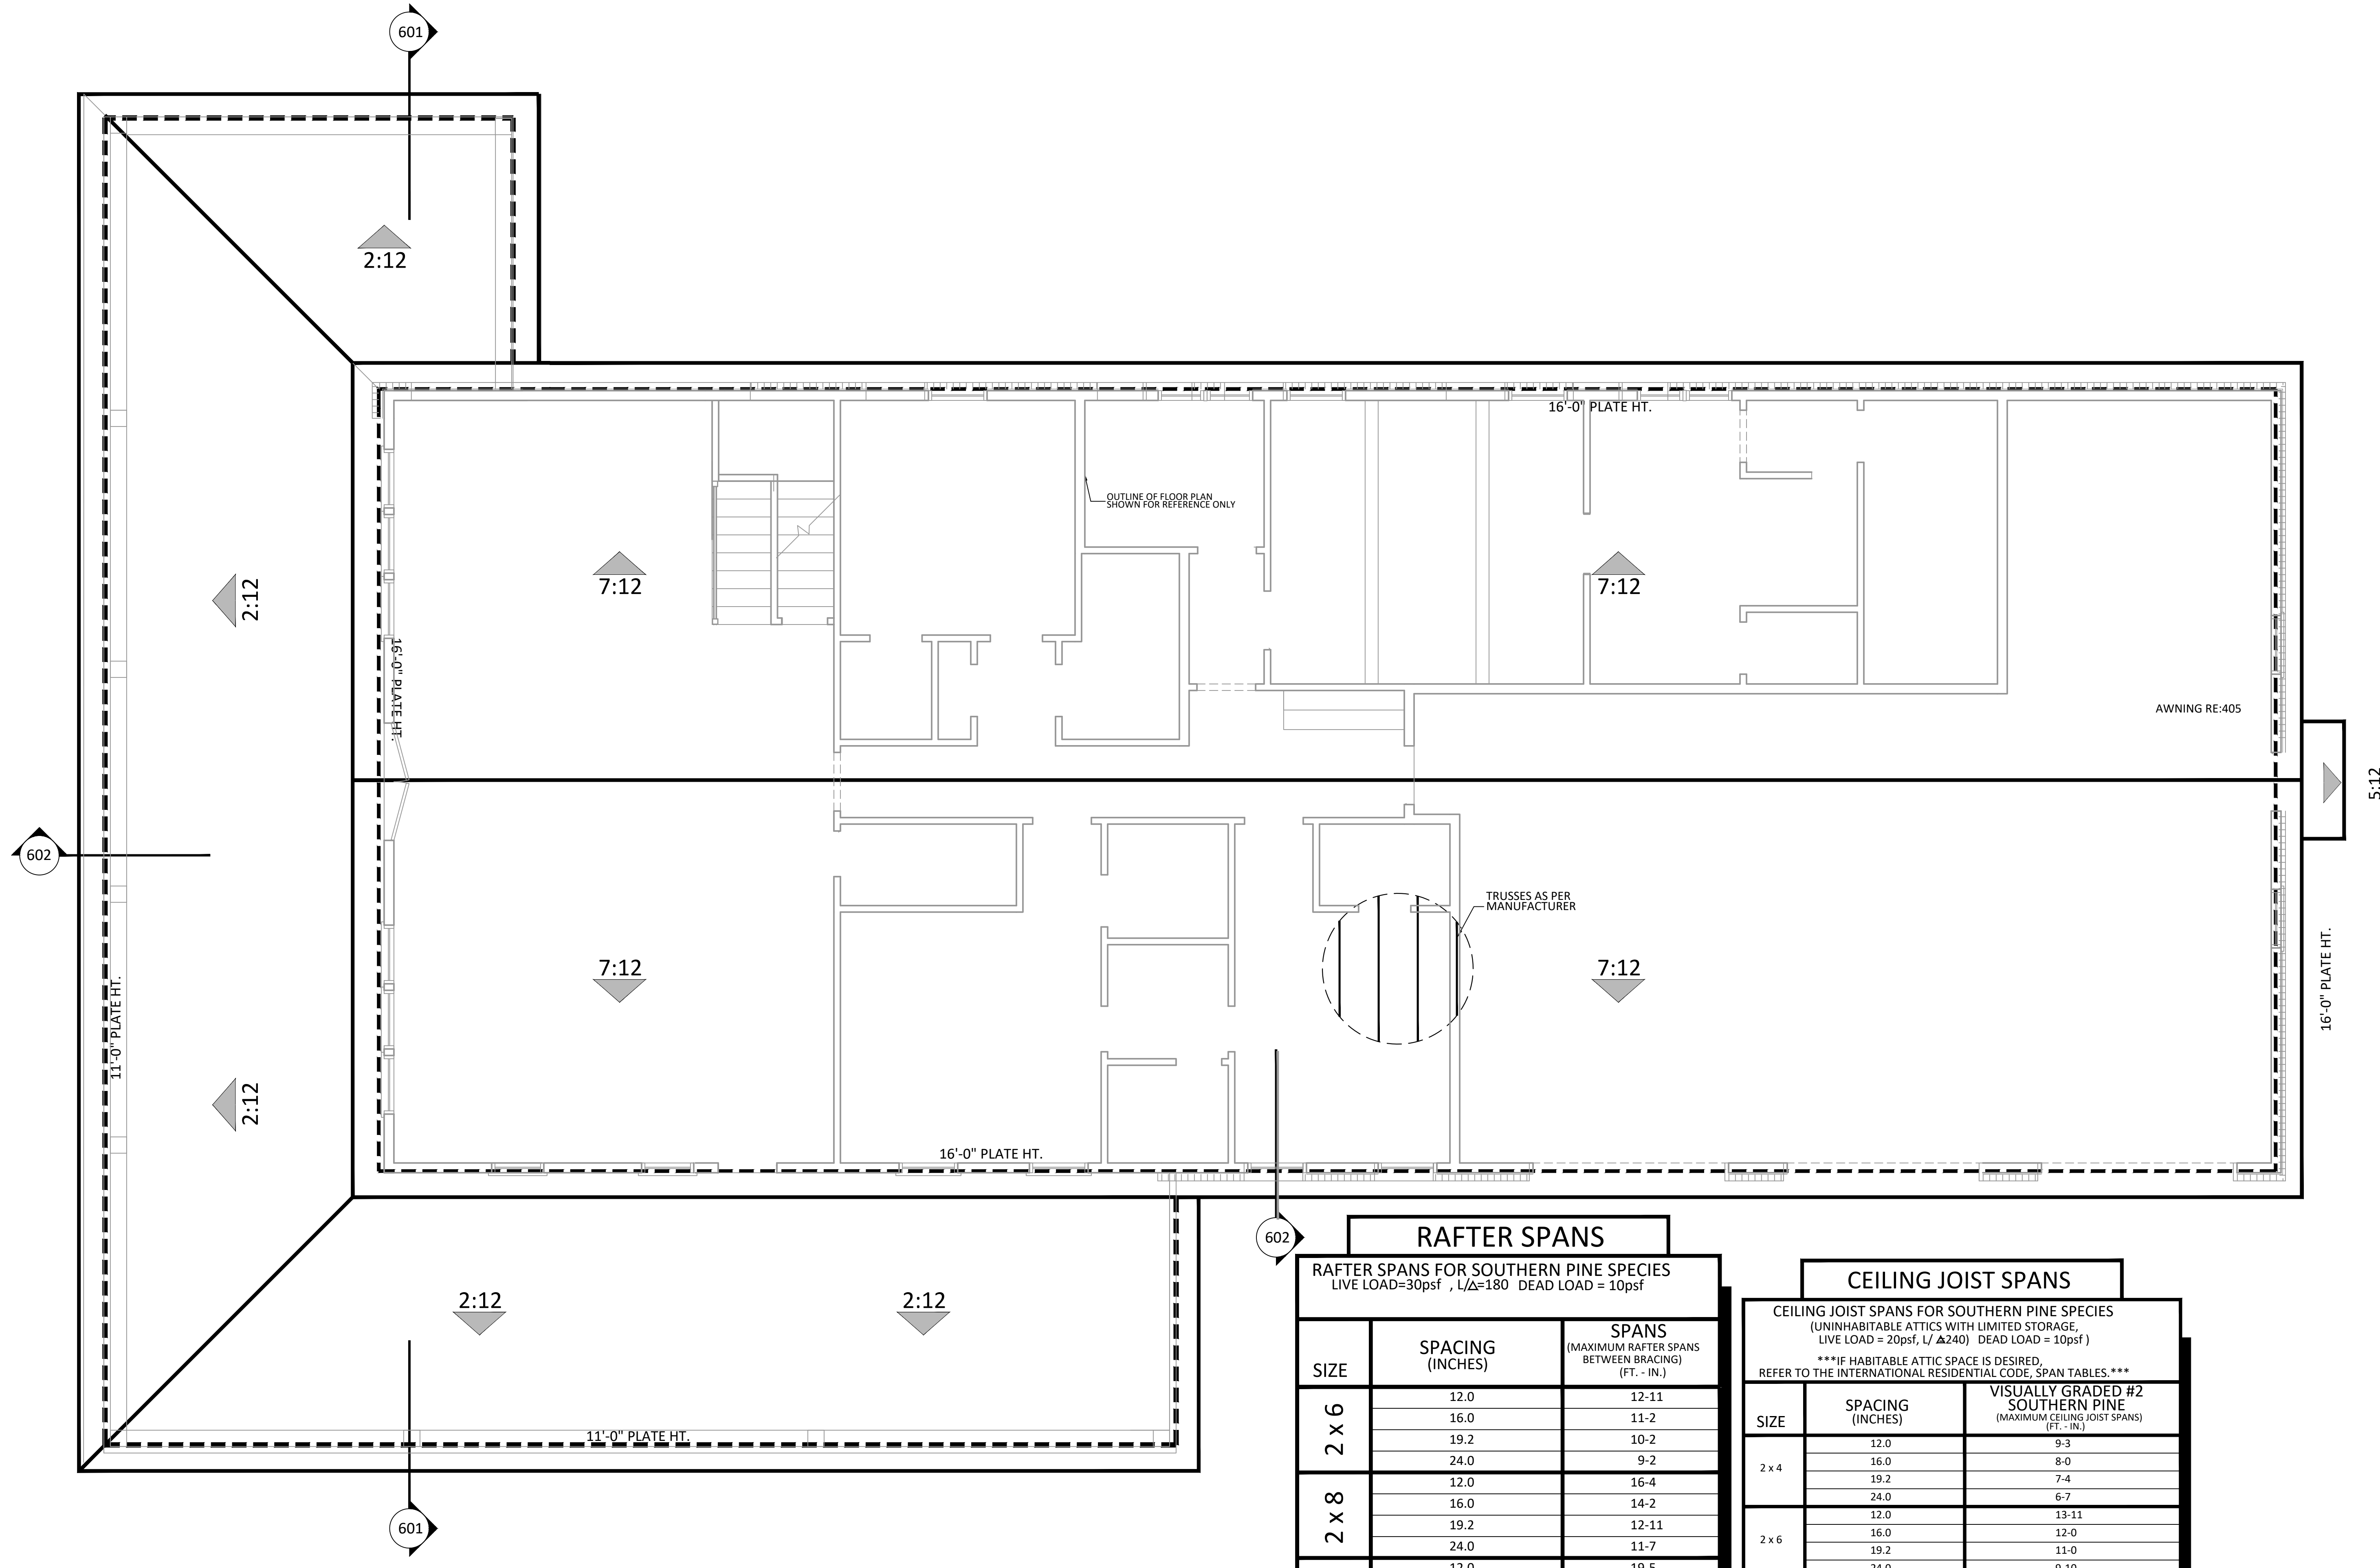 601
2:12
16'-0" PLATE HT.
OUTLINE OF FLOOR PLAN
SHOWN FOR REFERENCE ONLY
7:12
7:12
2:12
16'-0" PLATE HT.
AWNING RE:405
5:12
602
TRUSSES AS PER
MANUFACTURER
7:12
7:12
11'-0" PLATE HT.
16'-0" PLATE HT.
2:12
16'-0" PLATE HT.
602
2:12
2:12
11'-0" PLATE HT.
601
RAFTER SPANS
RAFTER SPANS FOR SOUTHERN PINE SPECIES
LIVE LOAD=30psf , L/△=180 DEAD LOAD = 10psf
SIZE
SPACING
(INCHES)
SPANS
(MAXIMUM RAFTER SPANS
BETWEEN BRACING)
(FT. - IN.)
2 x 6
12.0 12-11
16.0 11-2
19.2 10-2
24.0 9-2
2 x 8
12.0 16-4
16.0 14-2
19.2 12-11
24.0 11-7
12.0 19-5
CEILING JOIST SPANS
CEILING JOIST SPANS FOR SOUTHERN PINE SPECIES
(UNINHABITABLE ATTICS WITH LIMITED STORAGE,
LIVE LOAD = 20psf, L/ △240) DEAD LOAD = 10psf )
***IF HABITABLE ATTIC SPACE IS DESIRED,
REFER TO THE INTERNATIONAL RESIDENTIAL CODE, SPAN TABLES.***
SIZE
SPACING
(INCHES)
VISUALLY GRADED #2
SOUTHERN PINE
(MAXIMUM CEILING JOIST SPANS)
(FT. - IN.)
2 x 4
12.0 9-3
16.0 8-0
19.2 7-4
24.0 6-7
2 x 6
12.0 13-11
16.0 12-0
19.2 11-0
24.0 9-10